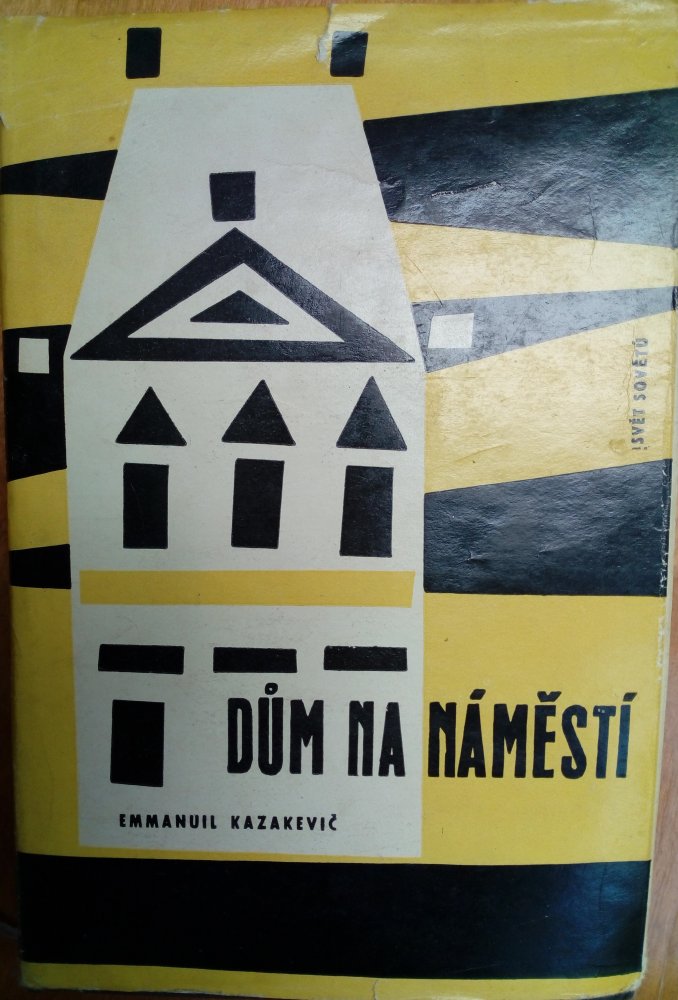 SVĚT SOVĚTŮ
DŮM NA NÁMĚSTÍ
EMMANUIL KAZAKEVIČ